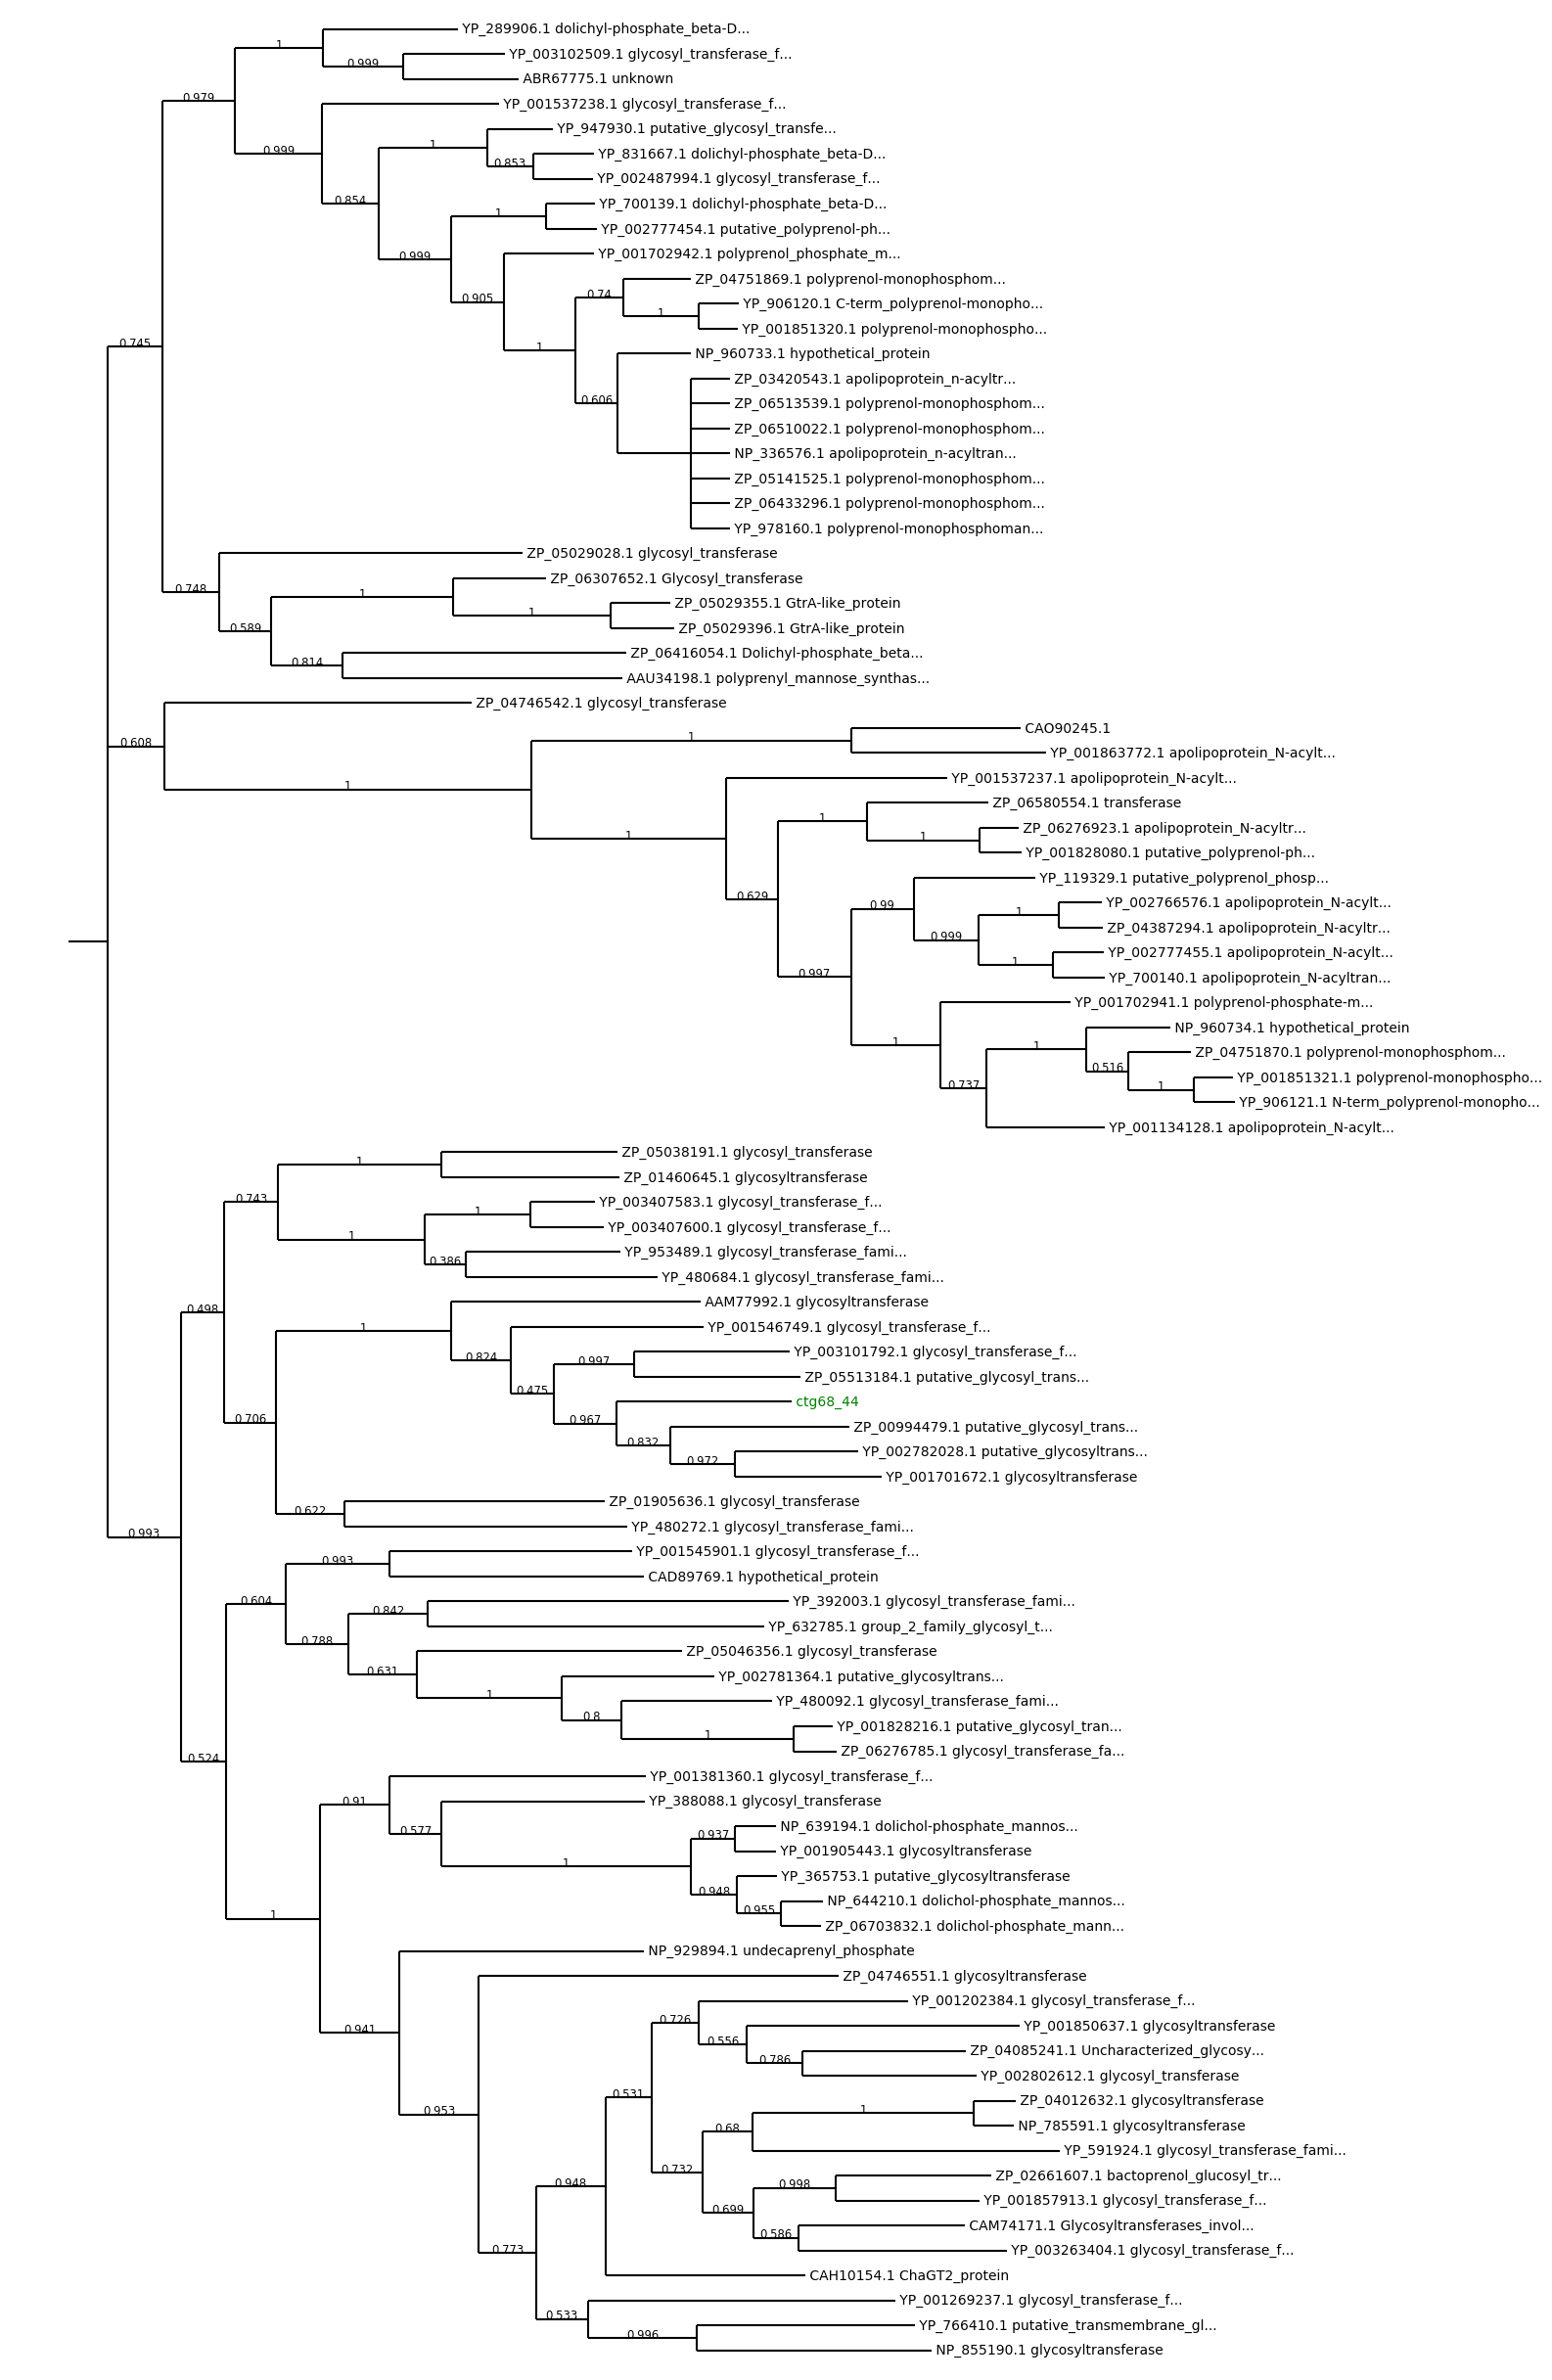 YP_289906.1 dolichyl-phosphate_beta-D...
1
YP_003102509.1 glycosyl_transferase_f...
0.999
ABR67775.1 unknown
0.979
YP_001537238.1 glycosyl_transferase_f...
YP_947930.1 putative_glycosyl_transfe...
1
0.999
YP_831667.1 dolichyl-phosphate_beta-D...
0.853
YP_002487994.1 glycosyl_transferase_f...
0.854
YP_700139.1 dolichyl-phosphate_beta-D...
1
YP_002777454.1 putative_polyprenol-ph...
0.999
YP_001702942.1 polyprenol_phosphate_m...
ZP_04751869.1 polyprenol-monophosphom...
0.905
0.74
YP_906120.1 C-term_polyprenol-monopho...
1
YP_001851320.1 polyprenol-monophospho...
0.745
1
NP_960733.1 hypothetical_protein
ZP_03420543.1 apolipoprotein_n-acyltr...
0.606
ZP_06513539.1 polyprenol-monophosphom...
ZP_06510022.1 polyprenol-monophosphom...
NP_336576.1 apolipoprotein_n-acyltran...
ZP_05141525.1 polyprenol-monophosphom...
ZP_06433296.1 polyprenol-monophosphom...
YP_978160.1 polyprenol-monophosphoman...
ZP_05029028.1 glycosyl_transferase
ZP_06307652.1 Glycosyl_transferase
0.748
1
ZP_05029355.1 GtrA-like_protein
1
ZP_05029396.1 GtrA-like_protein
0.589
ZP_06416054.1 Dolichyl-phosphate_beta...
0.814
AAU34198.1 polyprenyl_mannose_synthas...
ZP_04746542.1 glycosyl_transferase
CAO90245.1
0.608
1
YP_001863772.1 apolipoprotein_N-acylt...
1
YP_001537237.1 apolipoprotein_N-acylt...
ZP_06580554.1 transferase
1
ZP_06276923.1 apolipoprotein_N-acyltr...
1
1
YP_001828080.1 putative_polyprenol-ph...
YP_119329.1 putative_polyprenol_phosp...
0.629
YP_002766576.1 apolipoprotein_N-acylt...
0.99
1
ZP_04387294.1 apolipoprotein_N-acyltr...
0.999
YP_002777455.1 apolipoprotein_N-acylt...
1
YP_700140.1 apolipoprotein_N-acyltran...
0.997
YP_001702941.1 polyprenol-phosphate-m...
NP_960734.1 hypothetical_protein
1
1
ZP_04751870.1 polyprenol-monophosphom...
0.516
YP_001851321.1 polyprenol-monophospho...
0.737
1
YP_906121.1 N-term_polyprenol-monopho...
YP_001134128.1 apolipoprotein_N-acylt...
ZP_05038191.1 glycosyl_transferase
1
ZP_01460645.1 glycosyltransferase
0.743
YP_003407583.1 glycosyl_transferase_f...
1
YP_003407600.1 glycosyl_transferase_f...
1
YP_953489.1 glycosyl_transferase_fami...
0.386
YP_480684.1 glycosyl_transferase_fami...
0.498
AAM77992.1 glycosyltransferase
1
YP_001546749.1 glycosyl_transferase_f...
YP_003101792.1 glycosyl_transferase_f...
0.824
0.997
ZP_05513184.1 putative_glycosyl_trans...
0.475
ctg68_44
0.706
0.967
ZP_00994479.1 putative_glycosyl_trans...
0.832
YP_002782028.1 putative_glycosyltrans...
0.972
YP_001701672.1 glycosyltransferase
ZP_01905636.1 glycosyl_transferase
0.622
YP_480272.1 glycosyl_transferase_fami...
0.993
YP_001545901.1 glycosyl_transferase_f...
0.993
CAD89769.1 hypothetical_protein
0.604
YP_392003.1 glycosyl_transferase_fami...
0.842
YP_632785.1 group_2_family_glycosyl_t...
0.788
ZP_05046356.1 glycosyl_transferase
0.631
YP_002781364.1 putative_glycosyltrans...
1
YP_480092.1 glycosyl_transferase_fami...
0.8
YP_001828216.1 putative_glycosyl_tran...
1
ZP_06276785.1 glycosyl_transferase_fa...
0.524
YP_001381360.1 glycosyl_transferase_f...
0.91
YP_388088.1 glycosyl_transferase
NP_639194.1 dolichol-phosphate_mannos...
0.577
0.937
YP_001905443.1 glycosyltransferase
1
YP_365753.1 putative_glycosyltransferase
0.948
NP_644210.1 dolichol-phosphate_mannos...
0.955
ZP_06703832.1 dolichol-phosphate_mann...
1
NP_929894.1 undecaprenyl_phosphate
ZP_04746551.1 glycosyltransferase
YP_001202384.1 glycosyl_transferase_f...
0.726
0.941
YP_001850637.1 glycosyltransferase
0.556
ZP_04085241.1 Uncharacterized_glycosy...
0.786
YP_002802612.1 glycosyl_transferase
0.531
ZP_04012632.1 glycosyltransferase
0.953
1
NP_785591.1 glycosyltransferase
0.68
YP_591924.1 glycosyl_transferase_fami...
0.732
ZP_02661607.1 bactoprenol_glucosyl_tr...
0.948
0.998
YP_001857913.1 glycosyl_transferase_f...
0.699
CAM74171.1 Glycosyltransferases_invol...
0.586
YP_003263404.1 glycosyl_transferase_f...
0.773
CAH10154.1 ChaGT2_protein
YP_001269237.1 glycosyl_transferase_f...
0.533
YP_766410.1 putative_transmembrane_gl...
0.996
NP_855190.1 glycosyltransferase